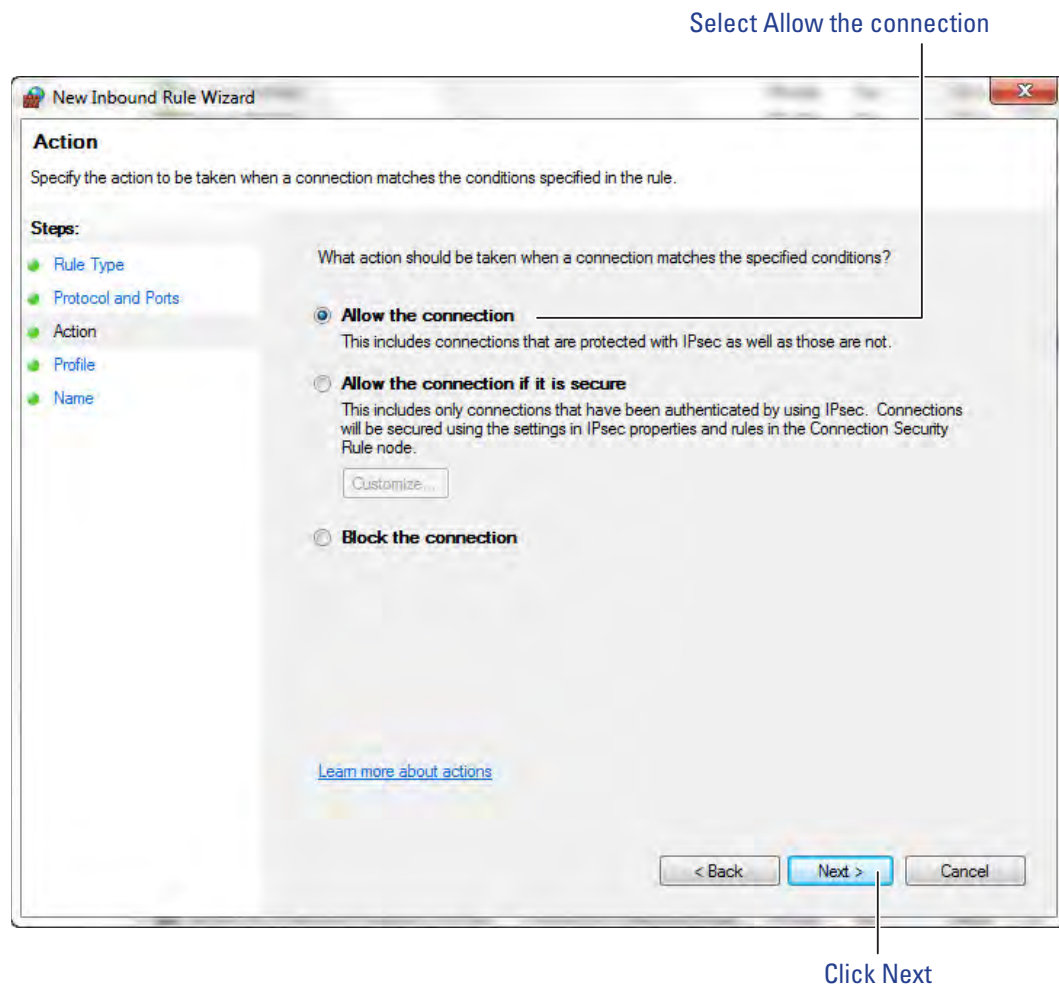 Select Allow the connection
New Inbound Rule Wizard
X
Action
Specify the action to be taken when a connection matches the conditions specified in the rule.
Steps:
Rule Type
Protocol and Ports
Action
Profile
Name
What action should be taken when a connection matches the specified conditions?
Allow the connection
This includes connections that are protected with IPsec as well as those are not.
Allow the connection if it is secure
This includes only connections that have been authenticated by using IPsec. Connections
will be secured using the settings in IPsec properties and rules in the Connection Security
Rule node.
Customize...
Block the connection
Learn more about actions
< Back
Next >
Cancel
Click Next